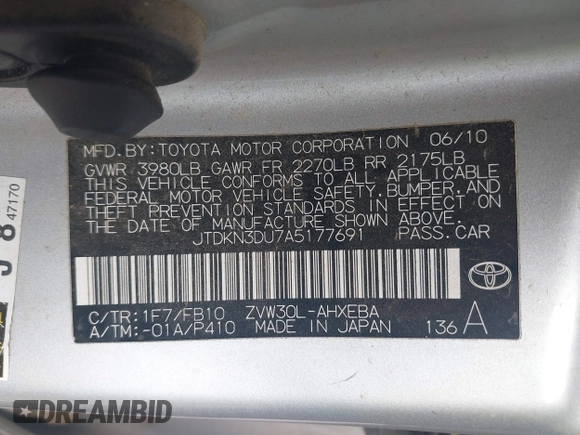 MFD. BY: TOYOTA MOTOR CORPORATION 06/10
GVWR 3980LB GAWR FR 2270LB RR 2175LB
THIS VEHICLE CONFORMS TO ALL APPLICABLE
FEDERAL MOTOR VEHICLE SAFETY, BUMPER, AND
THEFT PREVENTION STANDARDS IN EFFECT ON
THE DATE OF MANUFACTURE SHOWN ABOVE.
JTDKN3DU7A5177691 PASS. CAR
C/TR: 1F7/FB10 ZVW30L-AHXEBA
A/TM: -01A/P410 MADE IN JAPAN 136 A
47170
DREAMBID